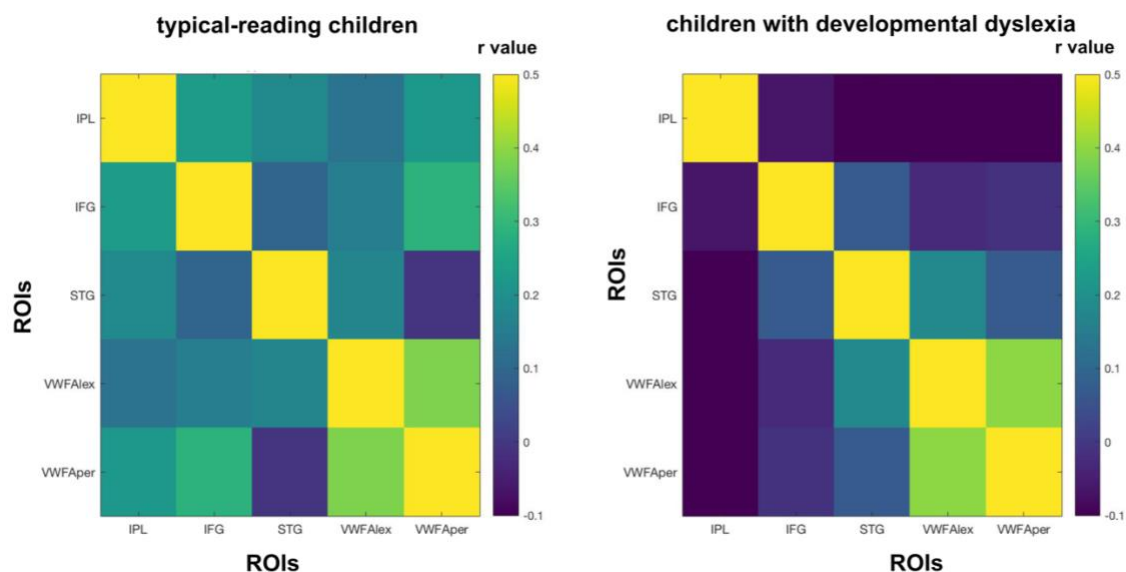 typical-reading children
r value
0.5
IPL
0.4
IFG
0.3
ROIs
STG
0.2
0.1
VWFAlex
0
VWFAper
-0.1
IPL IFG STG VWFAlex VWFAper
ROIs
children with developmental dyslexia
r value
0.5
IPL
0.4
IFG
0.3
ROIs
STG
0.2
0.1
VWFAlex
0
VWFAper
-0.1
IPL IFG STG VWFAlex VWFAper
ROIs